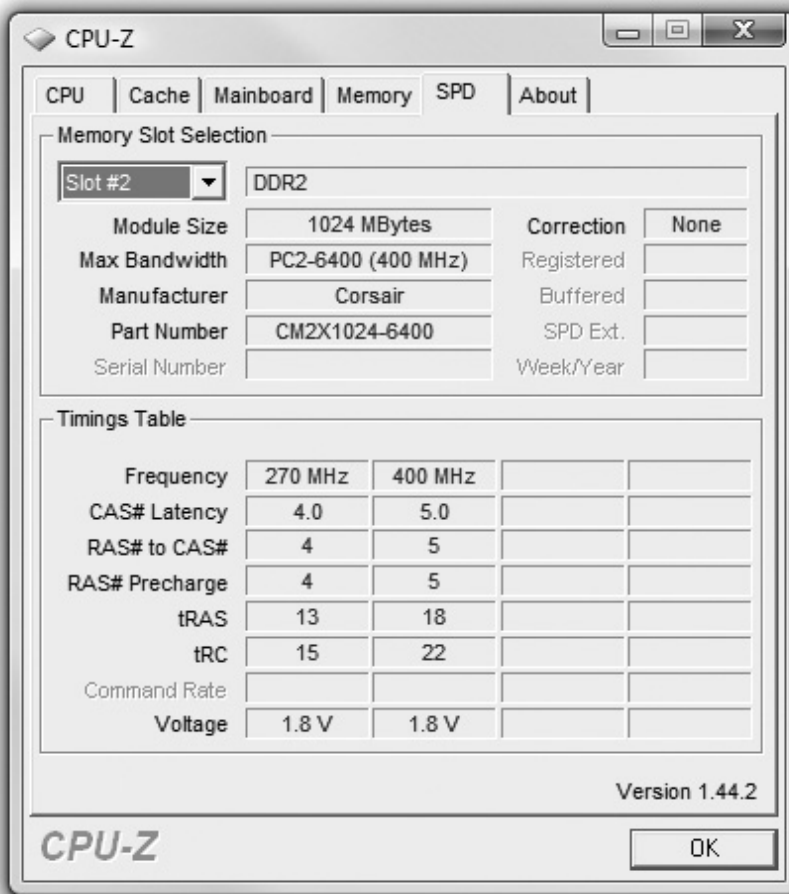 CPU-Z
CPU Cache Mainboard Memory SPD About
Memory Slot Selection
Slot #2 DDR2
Module Size 1024 MBytes Correction None
Max Bandwidth PC2-6400 (400 MHz) Registered
Manufacturer Corsair Buffered
Part Number CM2X1024-6400 SPD Ext.
Serial Number Week/Year
Timings Table
Frequency 270 MHz 400 MHz
CAS# Latency 4.0 5.0
RAS# to CAS# 4 5
RAS# Precharge 4 5
tRAS 13 18
tRC 15 22
Command Rate
Voltage 1.8 V 1.8 V
Version 1.44.2
CPU-Z OK